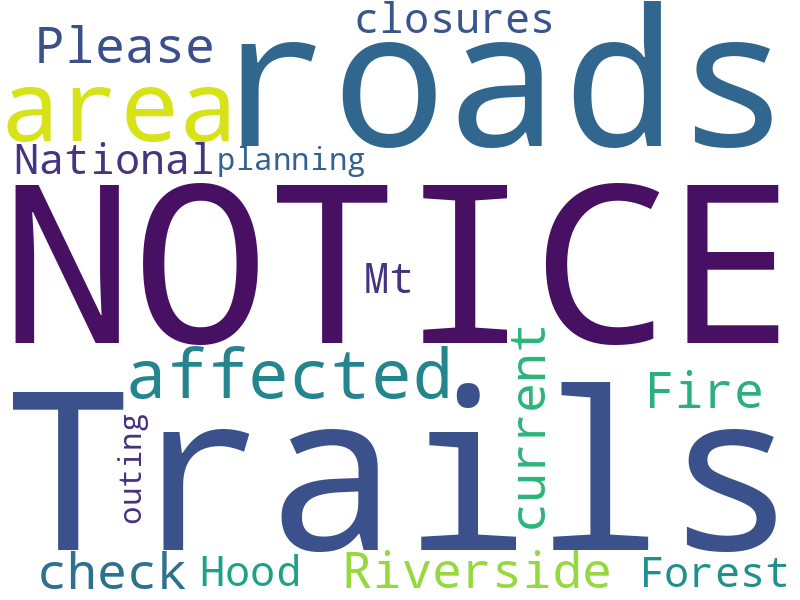 closures
Please
roads
area
National
planning
NOTICE
Mt
affected
current
Fire
Trails
outing
check
Hood
Riverside
Forest